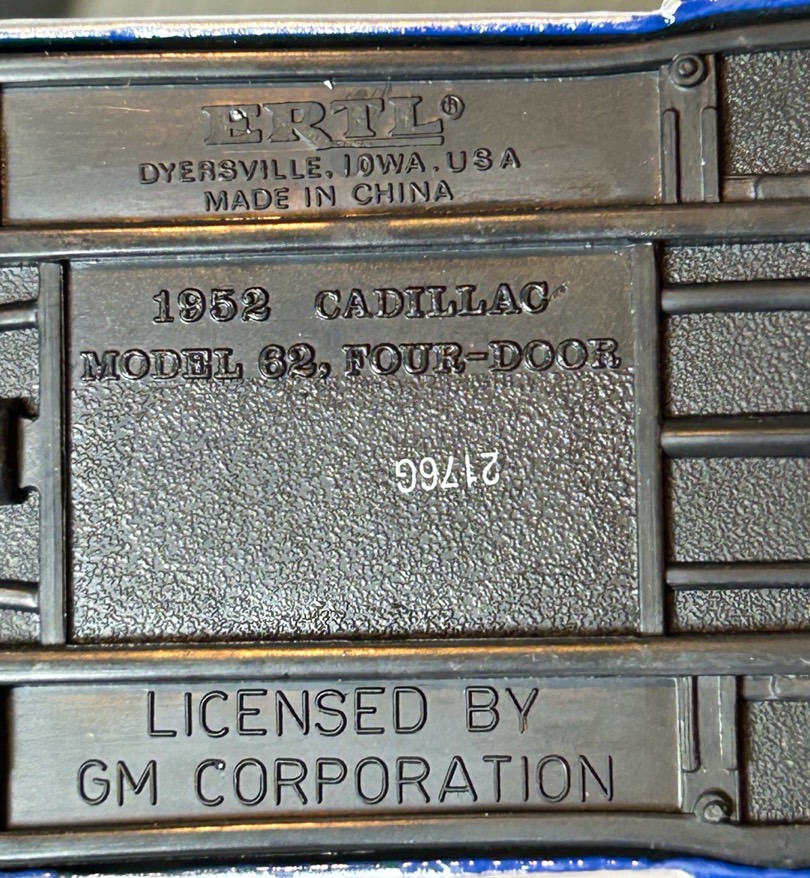 ERTL®
DYERSVILLE, IOWA, USA
MADE IN CHINA
1952 CADILLAC
MODEL 62, FOUR-DOOR
2176G
LICENSED BY
GM CORPORATION